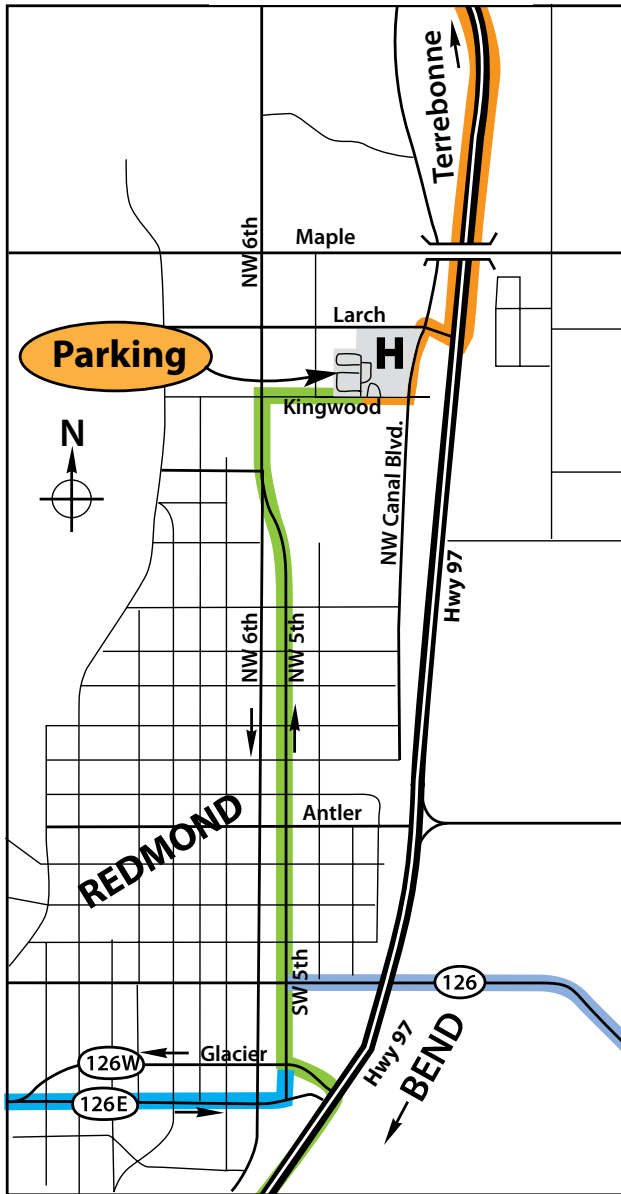 Terrebonne
NW 6th
Maple
Larch
Parking
H
Kingwood
N
NW Canal Blvd.
Hwy 97
NW 6th
NW 5th
Antler
REDMOND
SW 5th
126
Glacier
126W
126E
Hwy 97
BEND